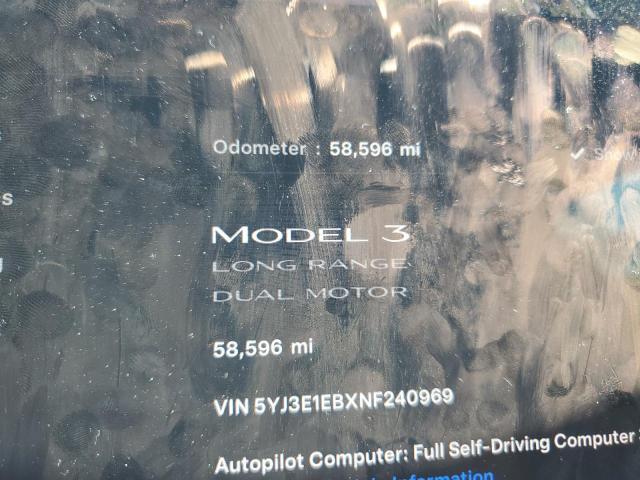 Odometer : 58,596 mi
MODEL 3
LONG RANGE
DUAL MOTOR
58,596 mi
VIN 5YJ3E1EBXNF240969
Autopilot Computer: Full Self-Driving Computer
Information